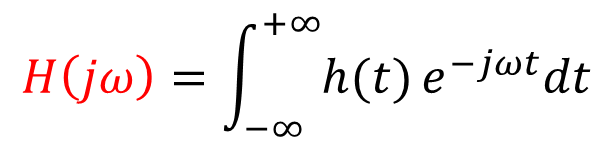 H(jω) = ∫_{−∞}^{+∞} h(t) e^{−jωt} dt